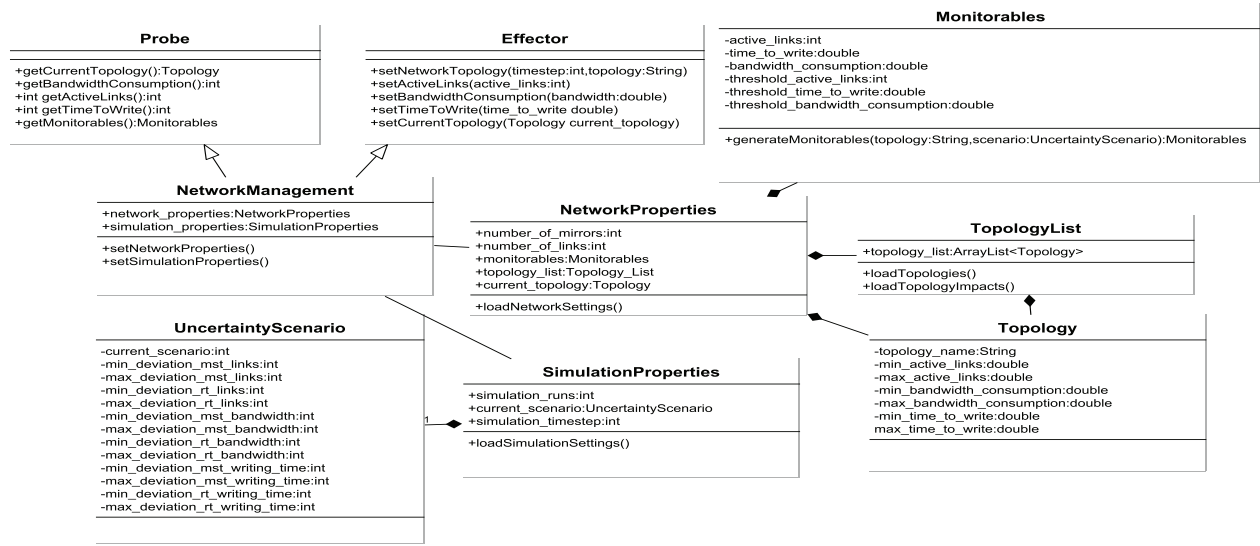 Probe
+getCurrentTopology():Topology
+getBandwidthConsumption():int
+int getActiveLinks():int
+int getTimeToWrite():int
+getMonitorables():Monitorables
Effector
+setNetworkTopology(timestep:int,topology:String)
+setActiveLinks(active_links:int)
+setBandwidthConsumption(bandwidth:double)
+setTimeToWrite(time_to_write double)
+setCurrentTopology(Topology current_topology)
Monitorables
-active_links:int
-time_to_write:double
-bandwidth_consumption:double
-threshold_active_links:int
-threshold_time_to_write:double
-threshold_bandwidth_consumption:double
+generateMonitorables(topology:String,scenario:UncertaintyScenario):Monitorables
NetworkManagement
+network_properties:NetworkProperties
+simulation_properties:SimulationProperties
+setNetworkProperties()
+setSimulationProperties()
NetworkProperties
+number_of_mirrors:int
+number_of_links:int
+monitorables:Monitorables
+topology_list:Topology_List
+current_topology:Topology
+loadNetworkSettings()
TopologyList
+topology_list:ArrayList<Topology>
+loadTopologies()
+loadTopologyImpacts()
UncertaintyScenario
-current_scenario:int
-min_deviation_mst_links:int
-max_deviation_mst_links:int
-min_deviation_rt_links:int
-max_deviation_rt_links:int
-min_deviation_mst_bandwidth:int
-max_deviation_mst_bandwidth:int
-min_deviation_rt_bandwidth:int
-max_deviation_rt_bandwidth:int
-min_deviation_mst_writing_time:int
-max_deviation_mst_writing_time:int
-min_deviation_rt_writing_time:int
-max_deviation_rt_writing_time:int
1
SimulationProperties
+simulation_runs:int
+current_scenario:UncertaintyScenario
+simulation_timestep:int
+loadSimulationSettings()
Topology
-topology_name:String
-min_active_links:double
-max_active_links:double
-min_bandwidth_consumption:double
-max_bandwidth_consumption:double
-min_time_to_write:double
max_time_to_write:double